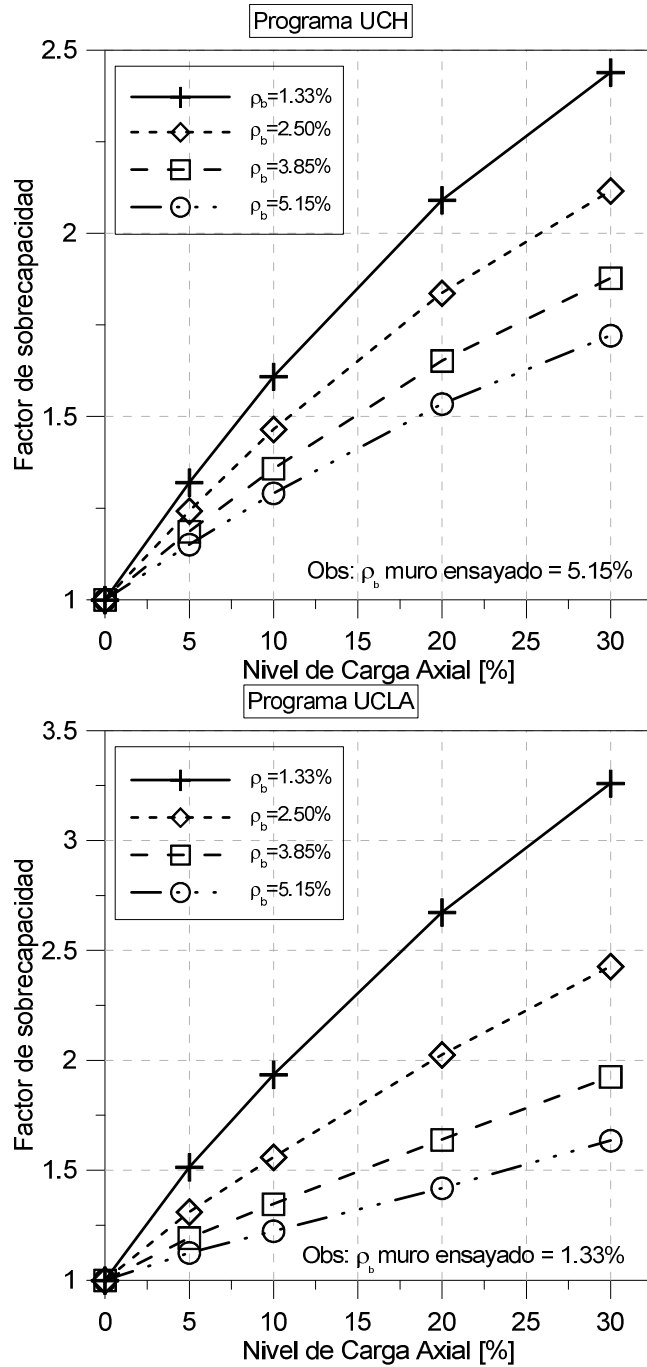 Programa UCH
2.5
ρb=1.33%
ρb=2.50%
ρb=3.85%
ρb=5.15%
2
1.5
1
Factor de sobrecapacidad
Obs: ρb muro ensayado = 5.15%
0 5 10 15 20 25 30
Nivel de Carga Axial [%]
Programa UCLA
3.5
ρb=1.33%
ρb=2.50%
ρb=3.85%
ρb=5.15%
3
2.5
2
1.5
1
Factor de sobrecapacidad
Obs: ρb muro ensayado = 1.33%
0 5 10 15 20 25 30
Nivel de Carga Axial [%]